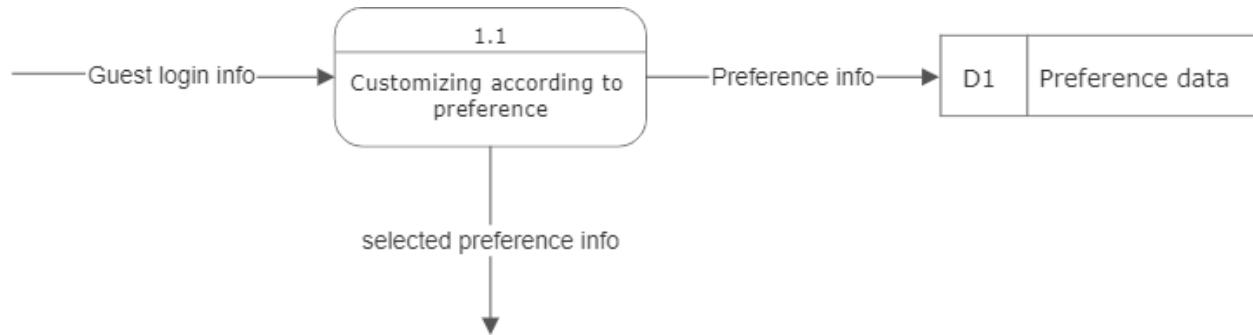 1.1
Guest login info
Customizing according to
preference
Preference info
D1
Preference data
selected preference info